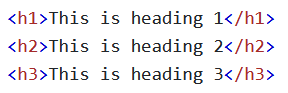 <h1>This is heading 1</h1>
<h2>This is heading 2</h2>
<h3>This is heading 3</h3>